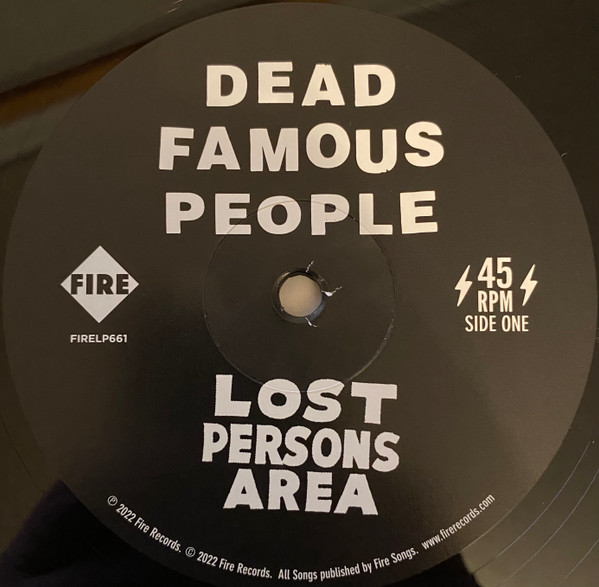 DEAD
FAMOUS
PEOPLE
FIRE
FIRELP661
45
RPM
SIDE ONE
LOST
PERSONS
AREA
℗ 2022 Fire Records. © 2022 Fire Records. All Songs published by Fire Songs. www.firerecords.com